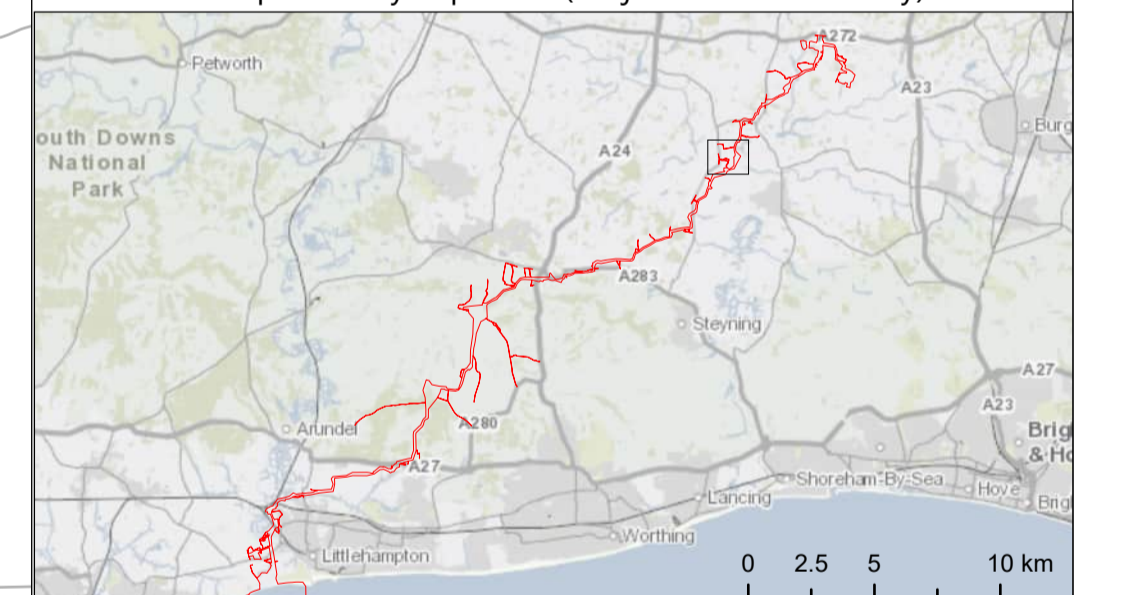 A272
Petworth
A23
Burg
outh Downs
National
Park
A24
A283
Steyning
A27
A23
Arundel
A280
Brig
& Ho
A27
Shoreham-By-Sea
Hove
Lancing
Brig
Worthing
Littlehampton
0 2.5 5 10 km